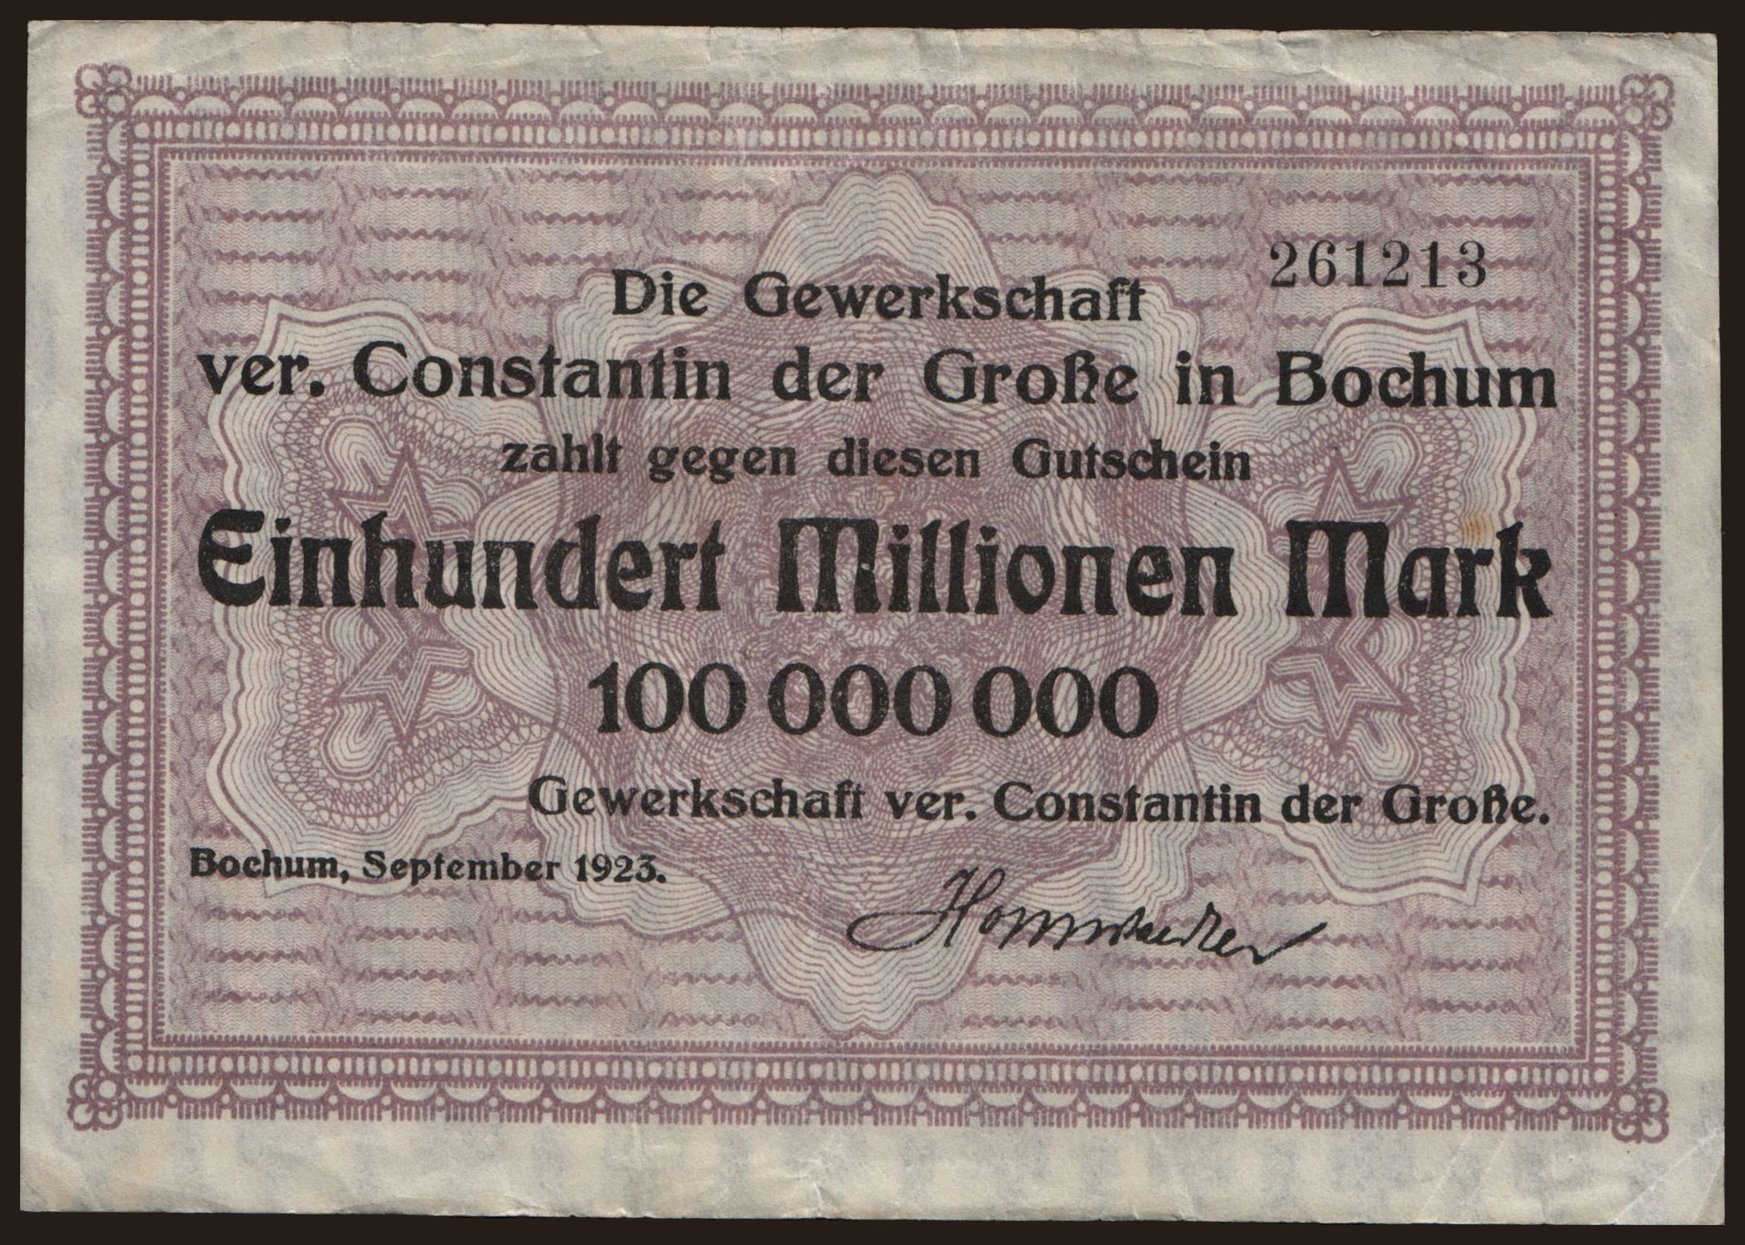 261213
Die Gewerkschaft
ver. Constantin der Große in Bochum
zahlt gegen diesen Gutschein
Einhundert Millionen Mark
100 000 000
Gewerkschaft ver. Constantin der Große.
Bochum, September 1923.